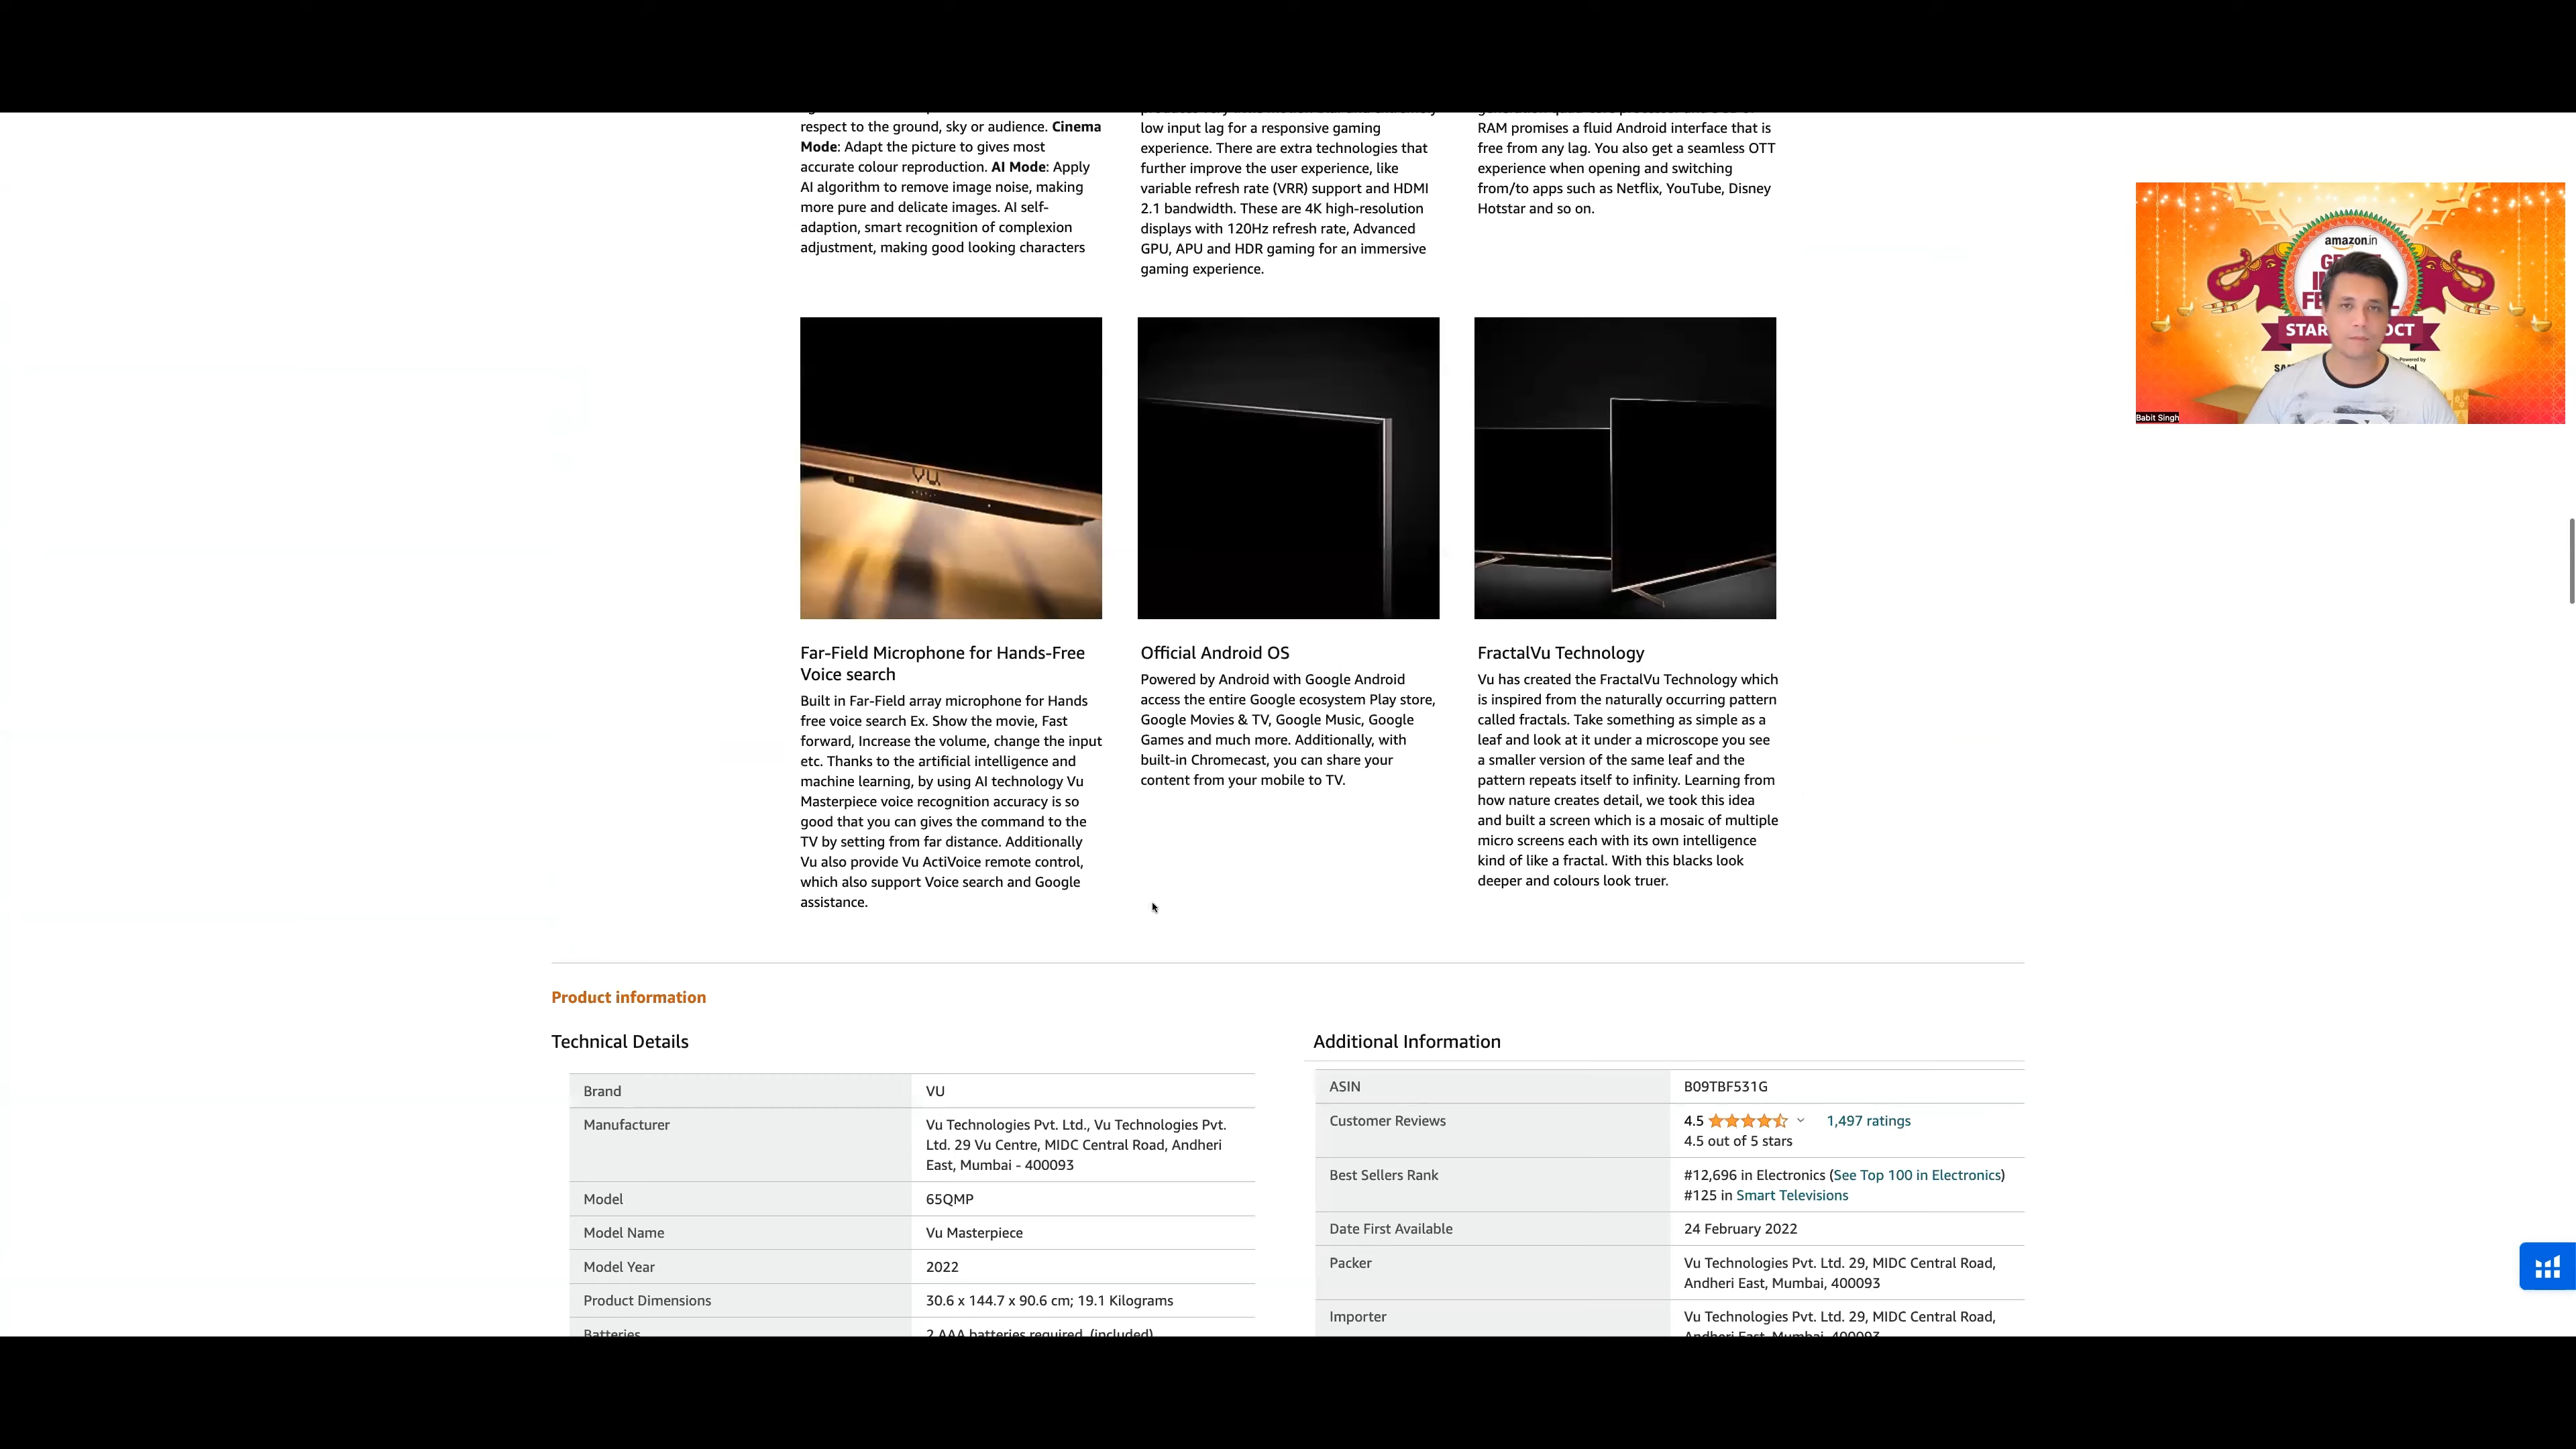 respect to the ground, sky or audience. Cinema
Mode: Adapt the picture to gives most
accurate colour reproduction. AI Mode: Apply
AI algorithm to remove image noise, making
more pure and delicate images. AI self-
adaption, smart recognition of complexion
adjustment, making good looking characters
low input lag for a responsive gaming
experience. There are extra technologies that
further improve the user experience, like
variable refresh rate (VRR) support and HDMI
2.1 bandwidth. These are 4K high-resolution
displays with 120Hz refresh rate, Advanced
GPU, APU and HDR gaming for an immersive
gaming experience.
RAM promises a fluid Android interface that is
free from any lag. You also get a seamless OTT
experience when opening and switching
from/to apps such as Netflix, YouTube, Disney
Hotstar and so on.
amazon.in
STAR OCT
Powered by
Babit Singh
vu
Far-Field Microphone for Hands-Free
Voice search
Built in Far-Field array microphone for Hands
free voice search Ex. Show the movie, Fast
forward, Increase the volume, change the input
etc. Thanks to the artificial intelligence and
machine learning, by using AI technology Vu
Masterpiece voice recognition accuracy is so
good that you can gives the command to the
TV by setting from far distance. Additionally
Vu also provide Vu ActiVoice remote control,
which also support Voice search and Google
assistance.
Official Android OS
Powered by Android with Google Android
access the entire Google ecosystem Play store,
Google Movies & TV, Google Music, Google
Games and much more. Additionally, with
built-in Chromecast, you can share your
content from your mobile to TV.
FractalVu Technology
Vu has created the FractalVu Technology which
is inspired from the naturally occurring pattern
called fractals. Take something as simple as a
leaf and look at it under a microscope you see
a smaller version of the same leaf and the
pattern repeats itself to infinity. Learning from
how nature creates detail, we took this idea
and built a screen which is a mosaic of multiple
micro screens each with its own intelligence
kind of like a fractal. With this blacks look
deeper and colours look truer.
Product information
Technical Details
Brand VU
Manufacturer Vu Technologies Pvt. Ltd., Vu Technologies Pvt.
Ltd. 29 Vu Centre, MIDC Central Road, Andheri
East, Mumbai - 400093
Model 65QMP
Model Name Vu Masterpiece
Model Year 2022
Product Dimensions 30.6 x 144.7 x 90.6 cm; 19.1 Kilograms
Batteries 2 AAA batteries required. (included)
Additional Information
ASIN B09TBF531G
Customer Reviews 4.5 1,497 ratings
4.5 out of 5 stars
Best Sellers Rank #12,696 in Electronics (See Top 100 in Electronics)
#125 in Smart Televisions
Date First Available 24 February 2022
Packer Vu Technologies Pvt. Ltd. 29, MIDC Central Road,
Andheri East, Mumbai, 400093
Importer Vu Technologies Pvt. Ltd. 29, MIDC Central Road,
Andheri East, Mumbai, 400093